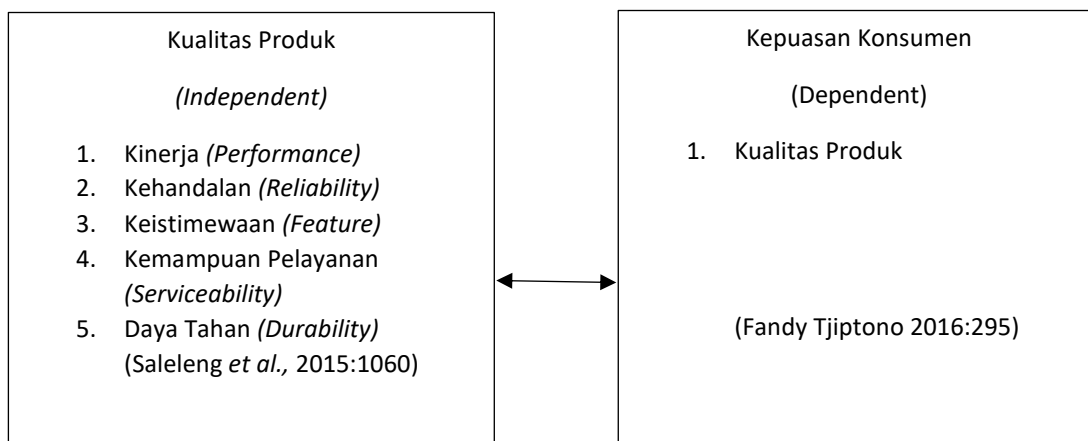 Kualitas Produk
(Independent)
1. Kinerja (Performance)
2. Kehandalan (Reliability)
3. Keistimewaan (Feature)
4. Kemampuan Pelayanan
(Serviceability)
5. Daya Tahan (Durability)
(Saleleng et al., 2015:1060)
Kepuasan Konsumen
(Dependent)
1. Kualitas Produk
(Fandy Tjiptono 2016:295)